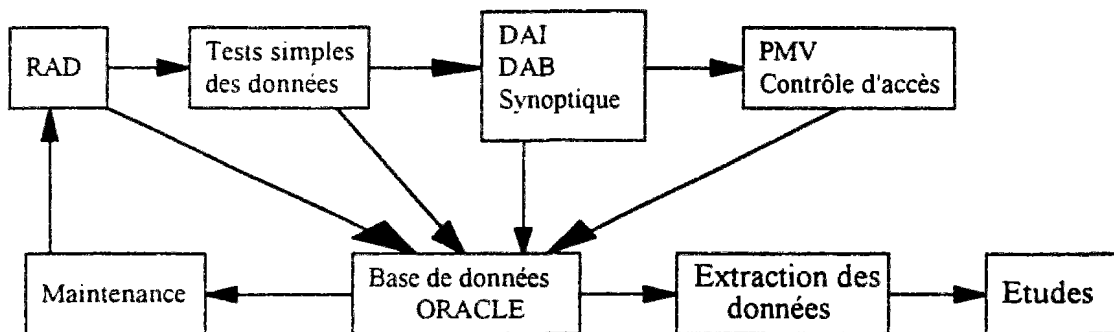 RAD
Tests simples
des données
DAI
DAB
Synoptique
PMV
Contrôle d'accès
Maintenance
Base de données
ORACLE
Extraction des
données
Etudes